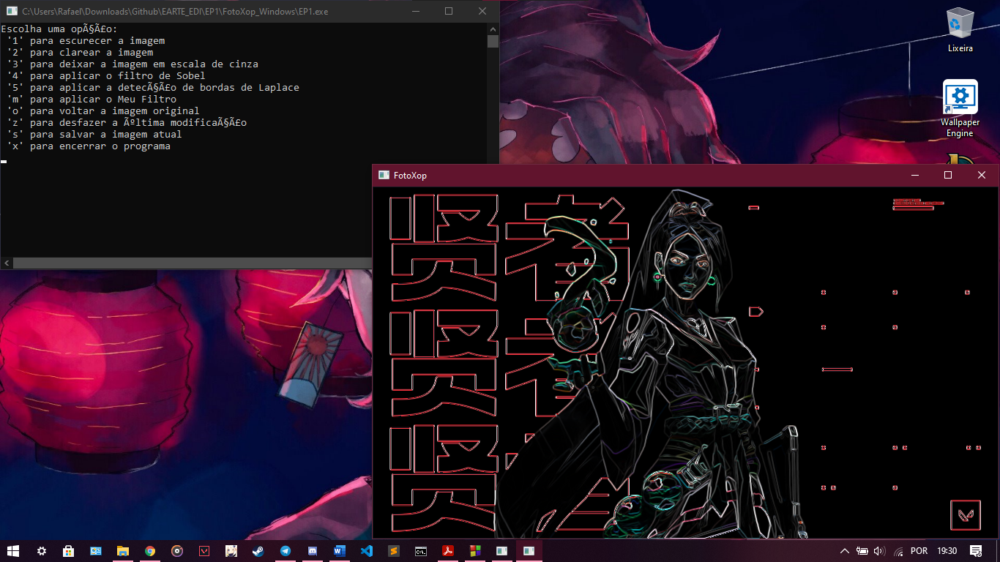 C:\Users\Rafael\Downloads\Github\EARTE_EDI\EP1\FotoXop_Windows\EP1.exe
Escolha uma opÃ§Ã£o:
'1' para escurecer a imagem
'2' para clarear a imagem
'3' para deixar a imagem em escala de cinza
'4' para aplicar o filtro de Sobel
'5' para aplicar a detecÃ§Ã£o de bordas de Laplace
'm' para aplicar o Meu Filtro
'o' para voltar a imagem original
'z' para desfazer a Ãºltima modificaÃ§Ã£o
's' para salvar a imagem atual
'x' para encerrar o programa
Lixeira
Wallpaper
Engine
FotoXop
POR
19:30